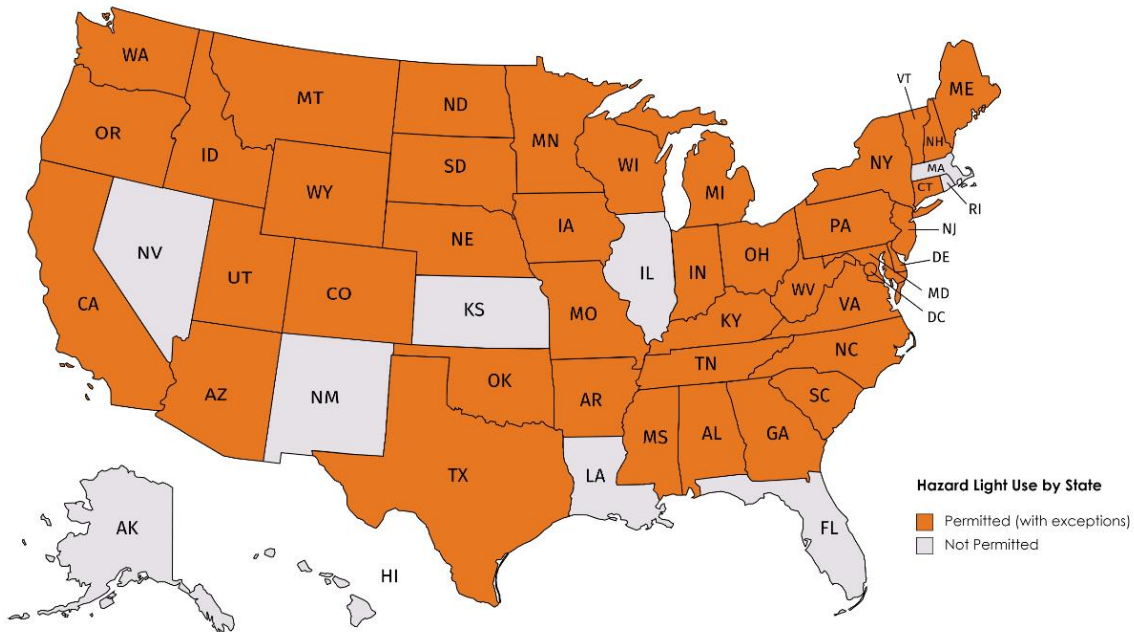 WA
MT
ND
MN
OR
ID
WY
SD
WI
MI
VT
ME
NH
NY
MA
CT
RI
NV
UT
CO
NE
IA
IL
IN
OH
PA
NJ
DE
MD
DC
CA
KS
MO
KY
WV
VA
AZ
NM
OK
AR
TN
NC
SC
TX
LA
MS
AL
GA
FL
AK
HI
Hazard Light Use by State
Permitted (with exceptions)
Not Permitted